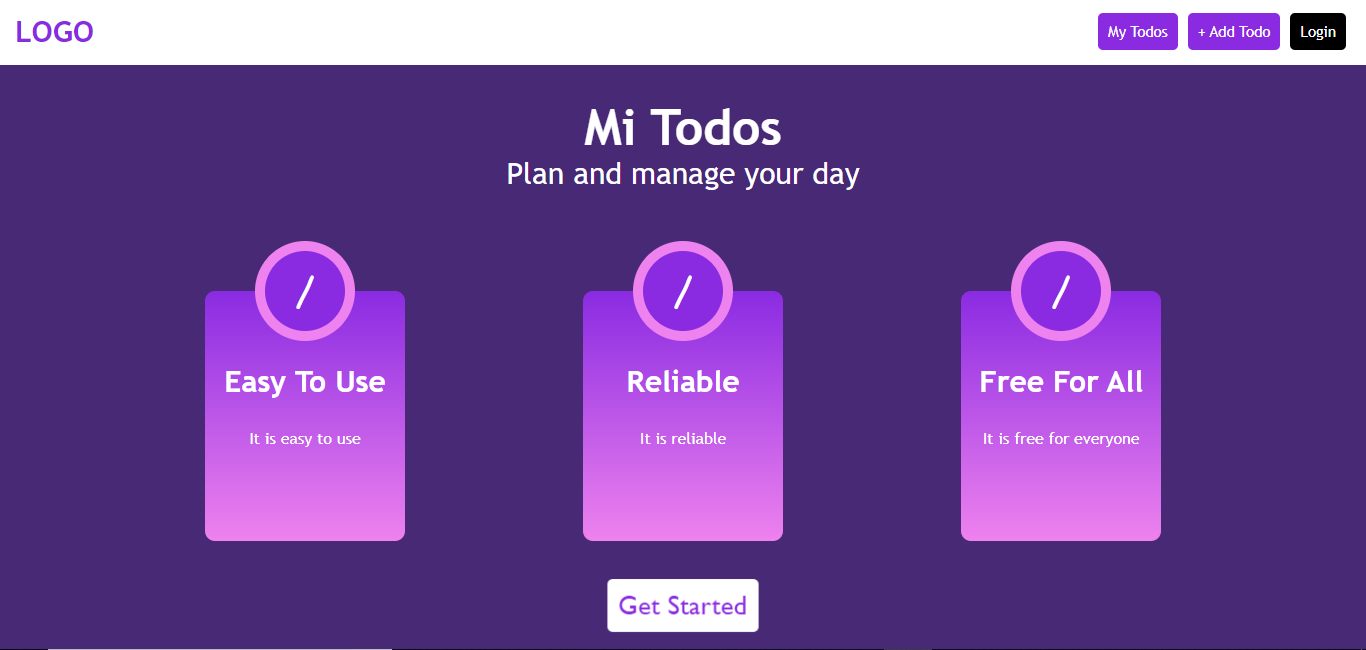 LOGO
My Todos
+ Add Todo
Login
Mi Todos
Plan and manage your day
/
/
/
Easy To Use
Reliable
Free For All
It is easy to use
It is reliable
It is free for everyone
Get Started